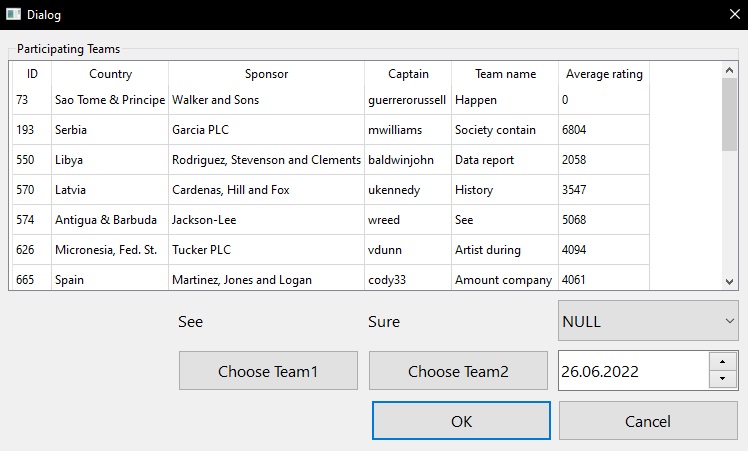 Dialog
Participating Teams
ID Country Sponsor Captain Team name Average rating
73 Sao Tome & Principe Walker and Sons guerrerorussell Happen 0
193 Serbia Garcia PLC mwilliams Society contain 6804
550 Libya Rodriguez, Stevenson and Clements baldwinjohn Data report 2058
570 Latvia Cardenas, Hill and Fox ukennedy History 3547
574 Antigua & Barbuda Jackson-Lee wreed See 5068
626 Micronesia, Fed. St. Tucker PLC vdunn Artist during 4094
665 Spain Martinez, Jones and Logan cody33 Amount company 4061
See Sure NULL
Choose Team1 Choose Team2 26.06.2022
OK Cancel